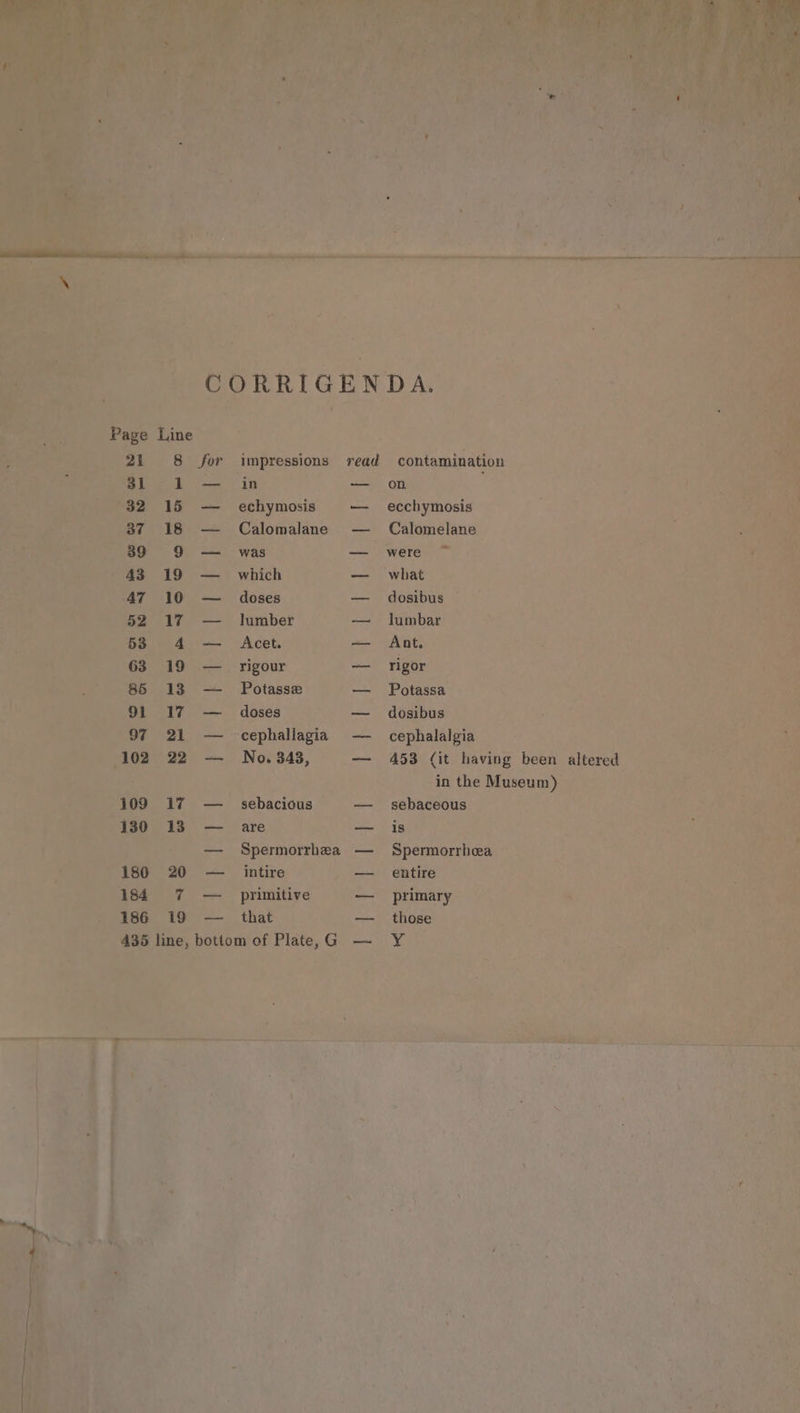 CORRIGENDA.
Page Line
21 8 for impressions read contamination
31 1 — in — on
32 15 — echymosis — ecchymosis
37 18 — Calomalane — Calomelane
39 9 — was — were
43 19 — which — what
47 10 — doses — dosibus
52 17 — lumber — lumbar
53 4 — Acet. — Ant.
63 19 — rigour — rigor
85 13 — Potassæ — Potassa
91 17 — doses — dosibus
97 21 — cephallagia — cephalalgia
102 22 — No. 343, — 453 (it having been altered
in the Museum)
109 17 — sebacious — sebaceous
130 13 — are — is
— Spermorrhæa — Spermorrhœa
180 20 — intire — entire
184 7 — primitive — primary
186 19 — that — those
435 line, bottom of Plate, G — Y